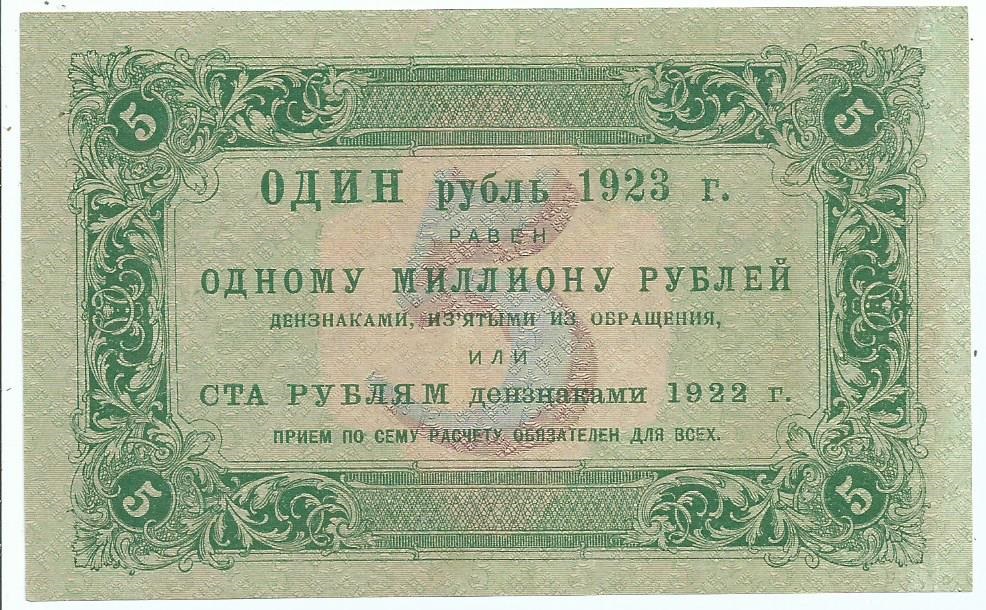 5 5
ОДИН рубль 1923 г.
РАВЕН
ОДНОМУ МИЛЛИОНУ РУБЛЕЙ
ДЕНЗНАКАМИ, ИЗ'ЯТЫМИ ИЗ ОБРАЩЕНИЯ,
ИЛИ
СТА РУБЛЯМ дензнаками 1922 г.
ПРИЕМ ПО СЕМУ РАСЧЕТУ ОБЯЗАТЕЛЕН ДЛЯ ВСЕХ.
5
5 5